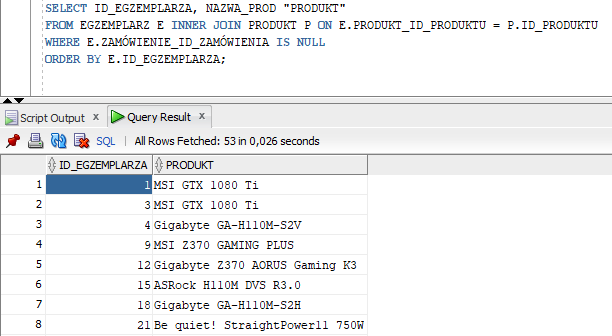 SELECT ID_EGZEMPLARZA, NAZWA_PROD "PRODUKT"
FROM EGZEMPLARZ E INNER JOIN PRODUKT P ON E.PRODUKT_ID_PRODUKTU = P.ID_PRODUKTU
WHERE E.ZAMÓWIENIE_ID_ZAMÓWIENIA IS NULL
ORDER BY E.ID_EGZEMPLARZA;
Script Output x Query Result x
SQL | All Rows Fetched: 53 in 0,026 seconds
ID_EGZEMPLARZA PRODUKT
1 1 MSI GTX 1080 Ti
2 3 MSI GTX 1080 Ti
3 4 Gigabyte GA-H110M-S2V
4 9 MSI Z370 GAMING PLUS
5 12 Gigabyte Z370 AORUS Gaming K3
6 15 ASRock H110M DVS R3.0
7 18 Gigabyte GA-H110M-S2H
8 21 Be quiet! StraightPower11 750W